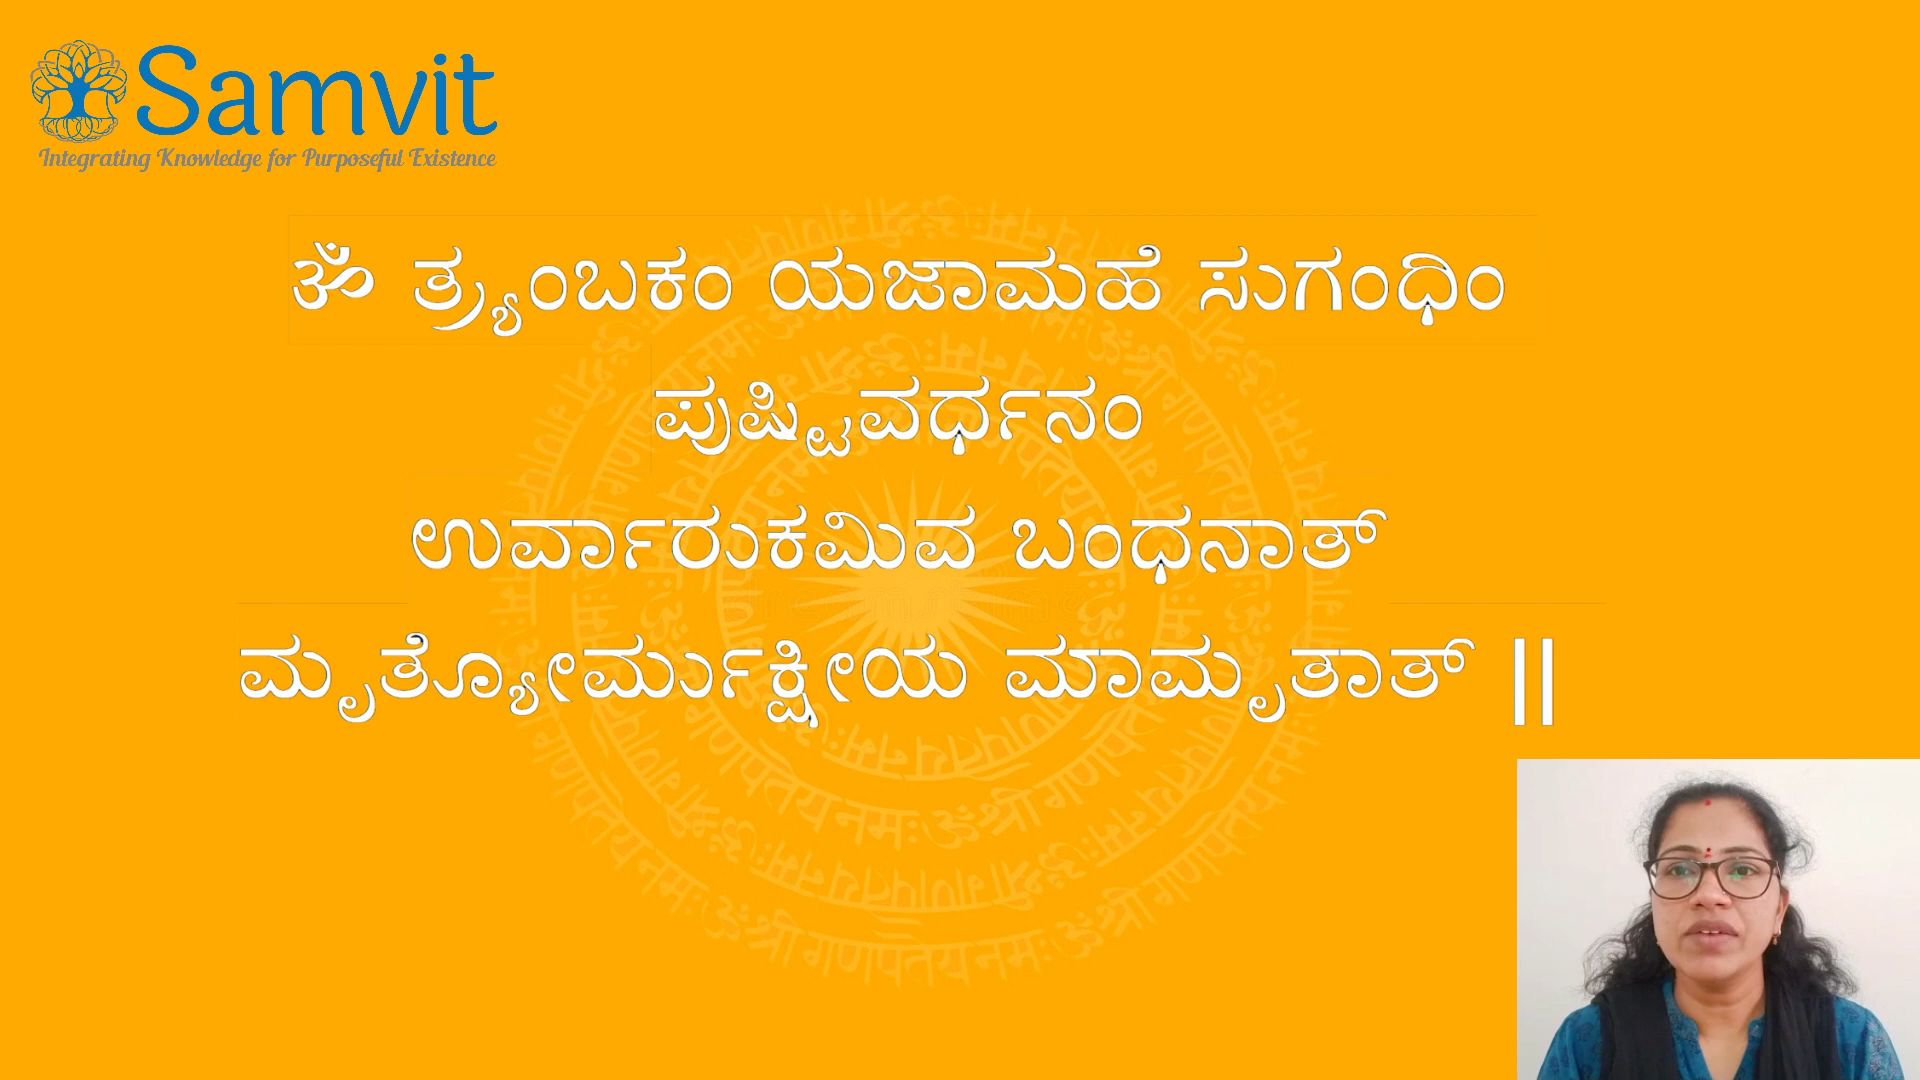 Samvit
Integrating Knowledge for Purposeful Existence
ॐ ತ್ರ್ಯಂಬಕಂ ಯಜಾಮಹೆ ಸುಗಂಧಿಂ
ಪುಷ್ಟಿವರ್ಧನಂ
ಉರ್ವಾರುಕಮಿವ ಬಂಧನಾತ್
ಮೃತ್ಯೋರ್ಮುಕ್ಷೀಯ ಮಾಮೃತಾತ್ ||